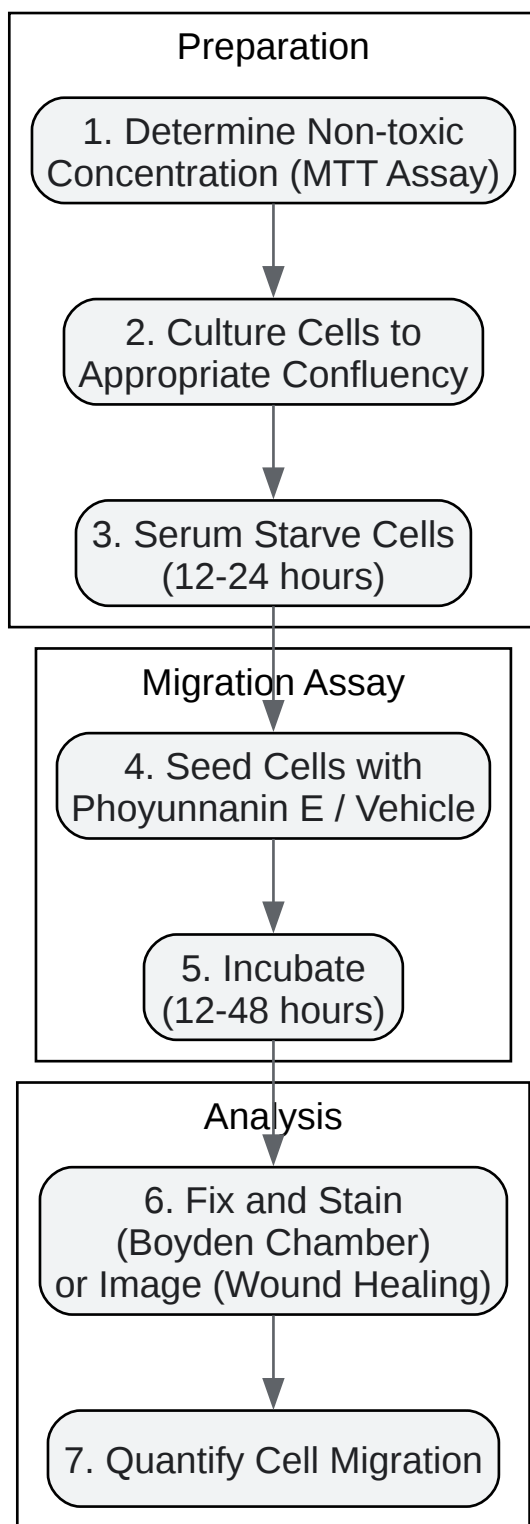 Preparation
1. Determine Non-toxic
Concentration (MTT Assay)
2. Culture Cells to
Appropriate Confluency
3. Serum Starve Cells
(12-24 hours)
Migration Assay
4. Seed Cells with
Phoyunnanin E / Vehicle
5. Incubate
(12-48 hours)
Analysis
6. Fix and Stain
(Boyden Chamber)
or Image (Wound Healing)
7. Quantify Cell Migration